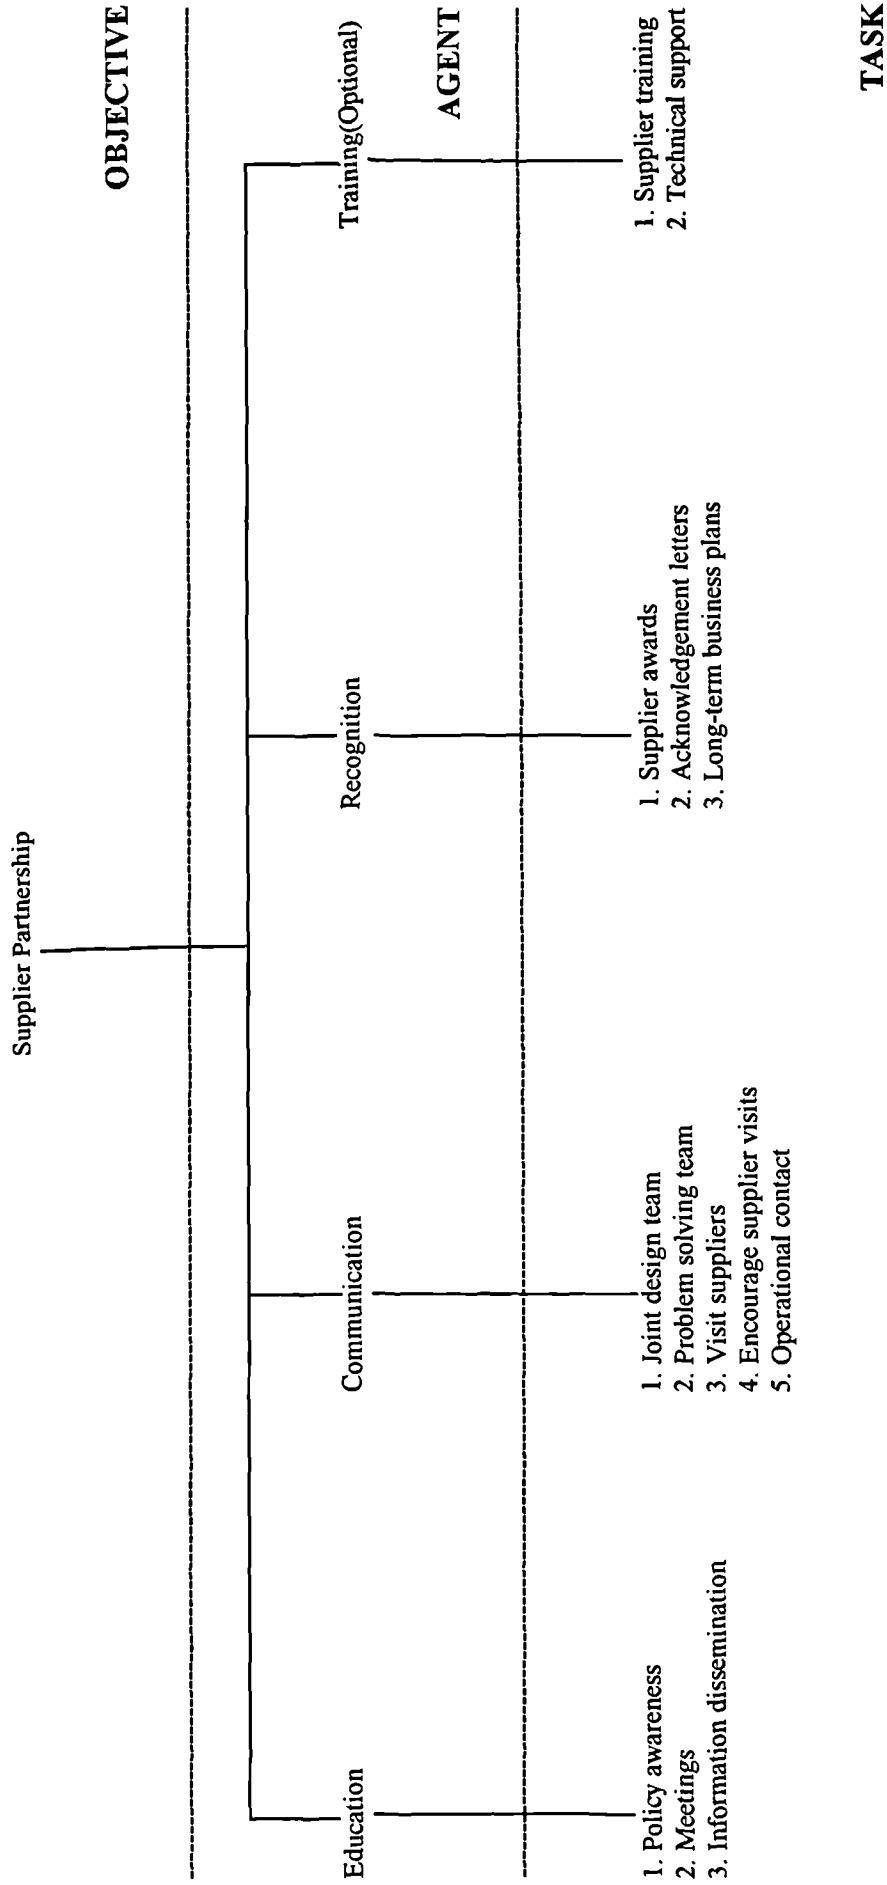 Supplier Partnership
OBJECTIVE
Education
Communication
Recognition
Training(Optional)
AGENT
1. Policy awareness
2. Meetings
3. Information dissemination
1. Joint design team
2. Problem solving team
3. Visit suppliers
4. Encourage supplier visits
5. Operational contact
1. Supplier awards
2. Acknowledgement letters
3. Long-term business plans
1. Supplier training
2. Technical support
TASK